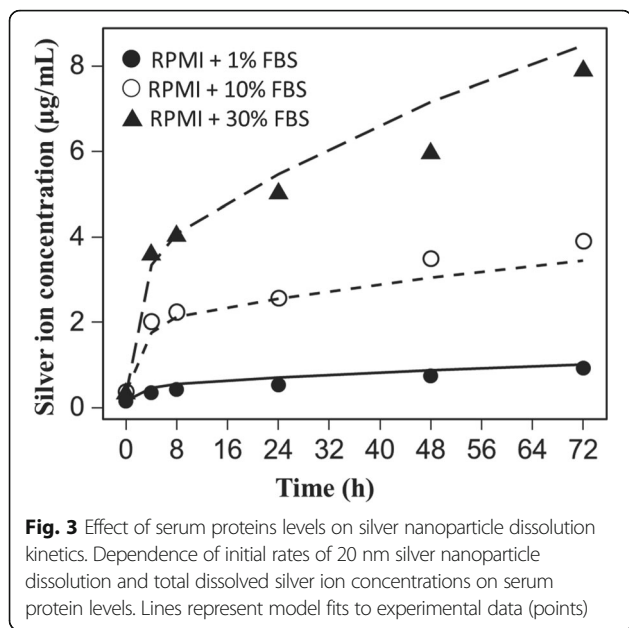 Silver ion concentration (µg/mL)
8
6
4
2
0
RPMI + 1% FBS
RPMI + 10% FBS
RPMI + 30% FBS
0 8 16 24 32 40 48 56 64 72
Time (h)
Fig. 3 Effect of serum proteins levels on silver nanoparticle dissolution
kinetics. Dependence of initial rates of 20 nm silver nanoparticle
dissolution and total dissolved silver ion concentrations on serum
protein levels. Lines represent model fits to experimental data (points)